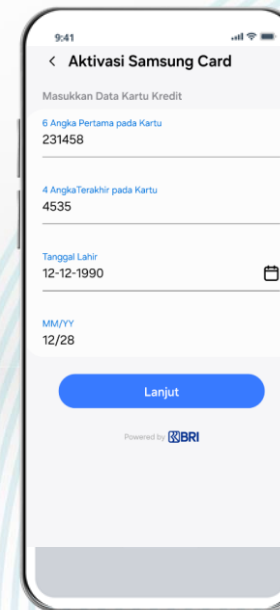 9:41
Aktivasi Samsung Card
Masukkan Data Kartu Kredit
6 Angka Pertama pada Kartu
231458
4 AngkaTerakhir pada Kartu
4535
Tanggal Lahir
12-12-1990
MM/YY
12/28
Lanjut
Powered by BRI